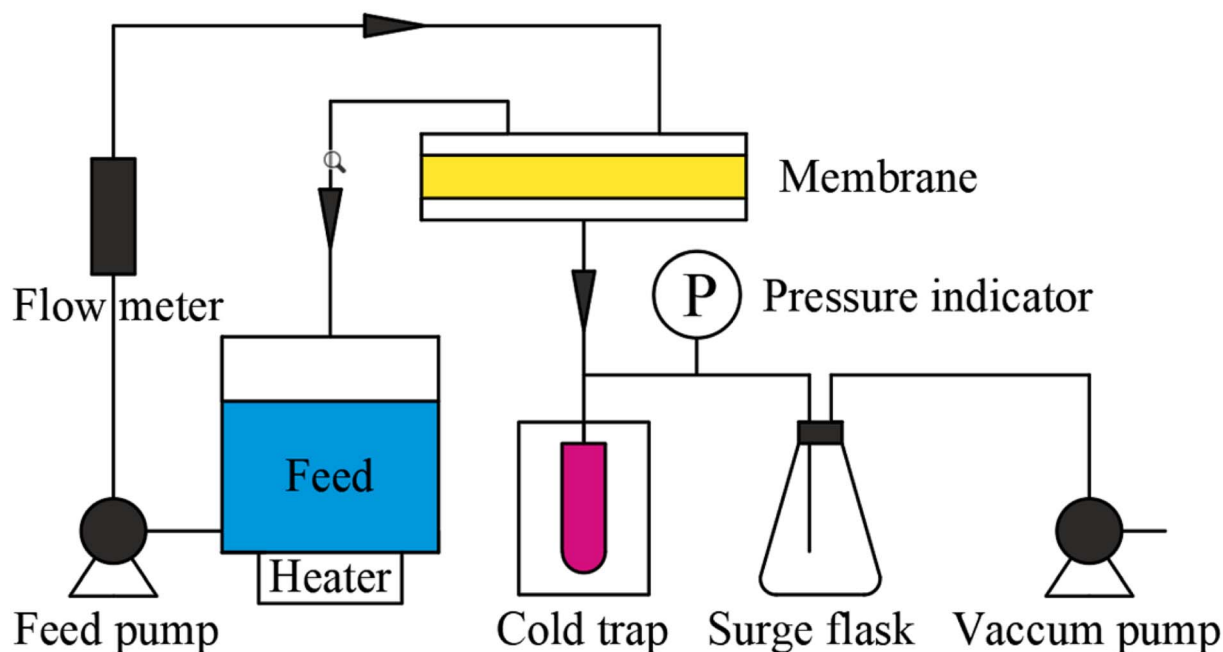 Membrane
P
Pressure indicator
Flow meter
Feed
Heater
Feed pump
Cold trap
Surge flask
Vaccum pump